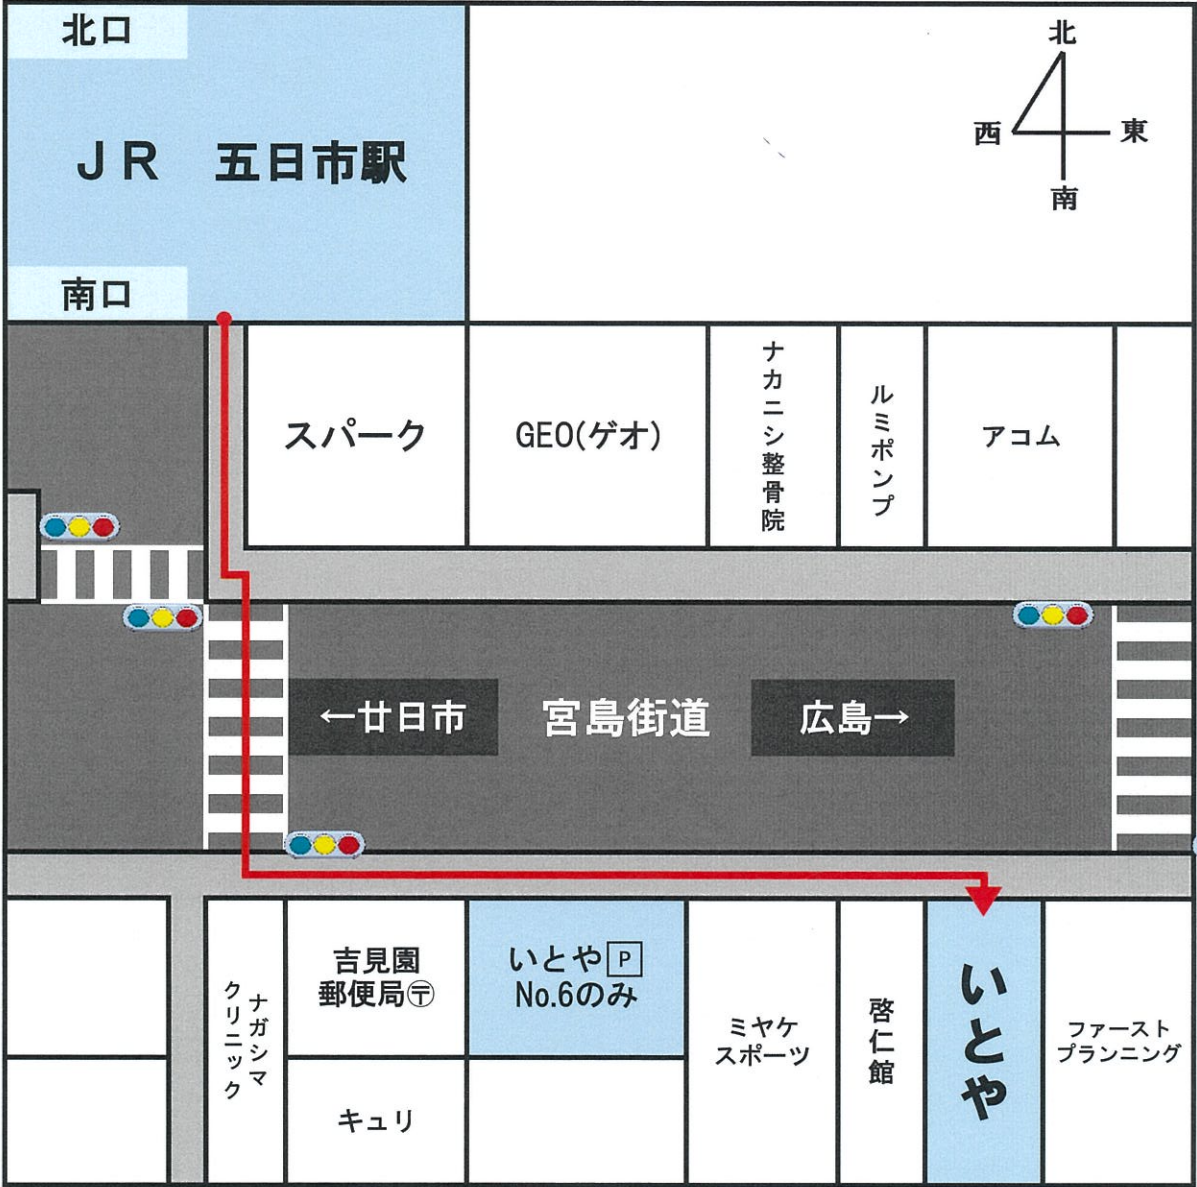 北口
北
JR 五日市駅
西
東
南
南口
スパーク
GEO(ゲオ)
ナカニシ整骨院
ルミポンプ
アコム
←廿日市
宮島街道
広島→
ナガシマ
クリニック
吉見園
郵便局〶
いとやP
No.6のみ
ミヤケ
スポーツ
啓仁館
いとや
ファースト
プランニング
キュリ